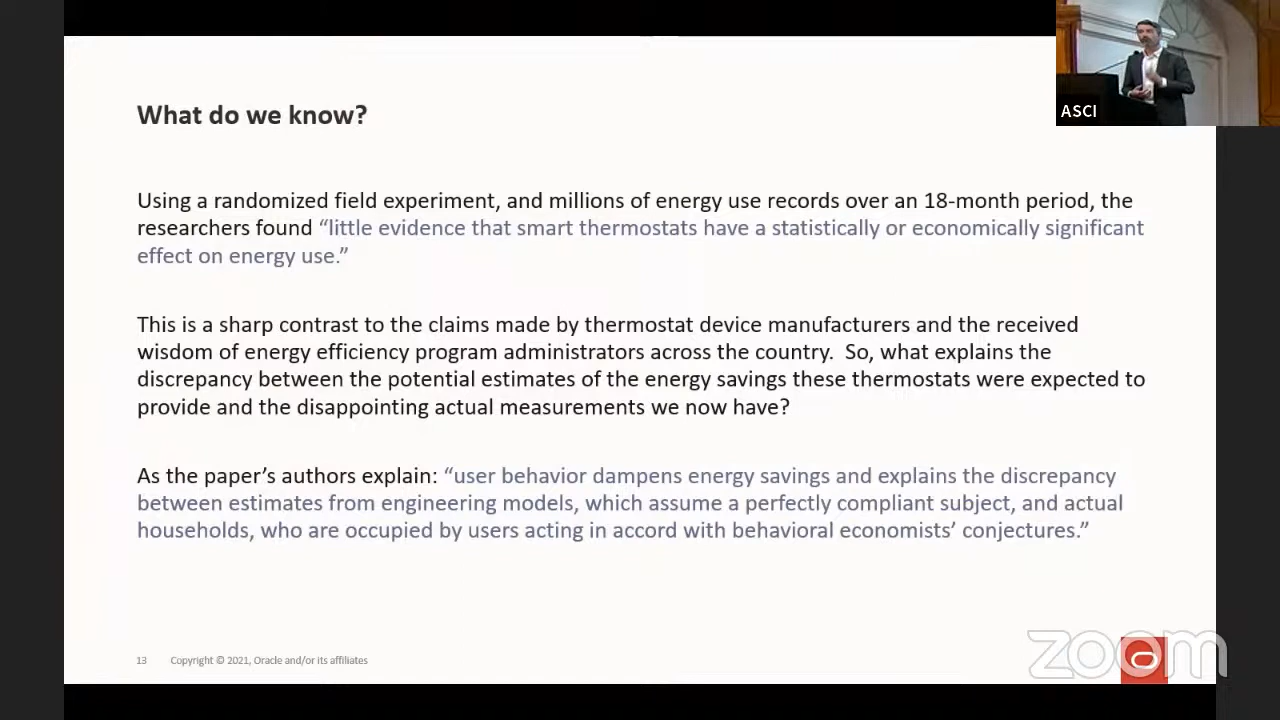 ASCI
What do we know?
Using a randomized field experiment, and millions of energy use records over an 18-month period, the
researchers found “little evidence that smart thermostats have a statistically or economically significant
effect on energy use.”
This is a sharp contrast to the claims made by thermostat device manufacturers and the received
wisdom of energy efficiency program administrators across the country.  So, what explains the
discrepancy between the potential estimates of the energy savings these thermostats were expected to
provide and the disappointing actual measurements we now have?
As the paper’s authors explain: “user behavior dampens energy savings and explains the discrepancy
between estimates from engineering models, which assume a perfectly compliant subject, and actual
households, who are occupied by users acting in accord with behavioral economists’ conjectures.”
13 Copyright © 2021, Oracle and/or its affiliates
zoom